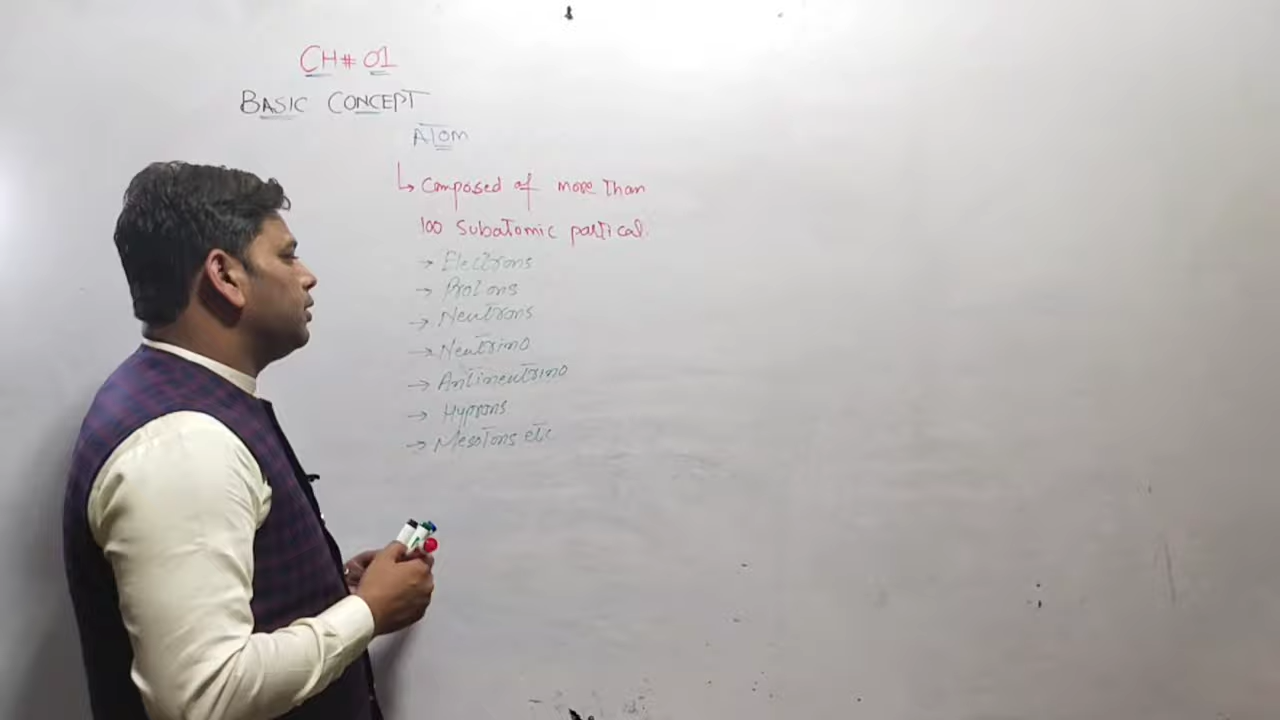 CH# 01
BASIC CONCEPT
ATOM
↳ Composed of more Than
100 Subatomic partical.
→ Electrons
→ Protons
→ Neutrons
→ Neutrino
→ Antineutrino
→ Hyprons
→ Mesotons etc